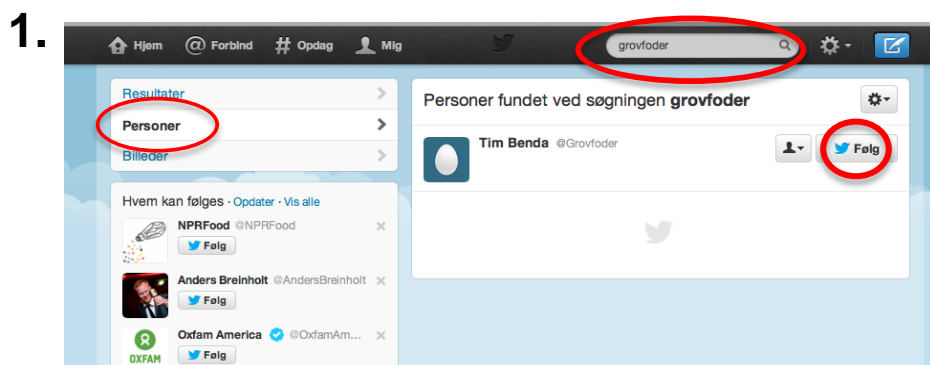 1.
Hjem @ Forbind # Opdag Mig grovfoder
Resultater
Personer
Billeder
Hvem kan følges · Opdater · Vis alle
NPRFood @NPRFood
Følg
Anders Breinholt @AndersBreinholt
Følg
Oxfam America @OxfamAm...
Følg
OXFAM
Personer fundet ved søgningen grovfoder
Tim Benda @Grovfoder
Følg